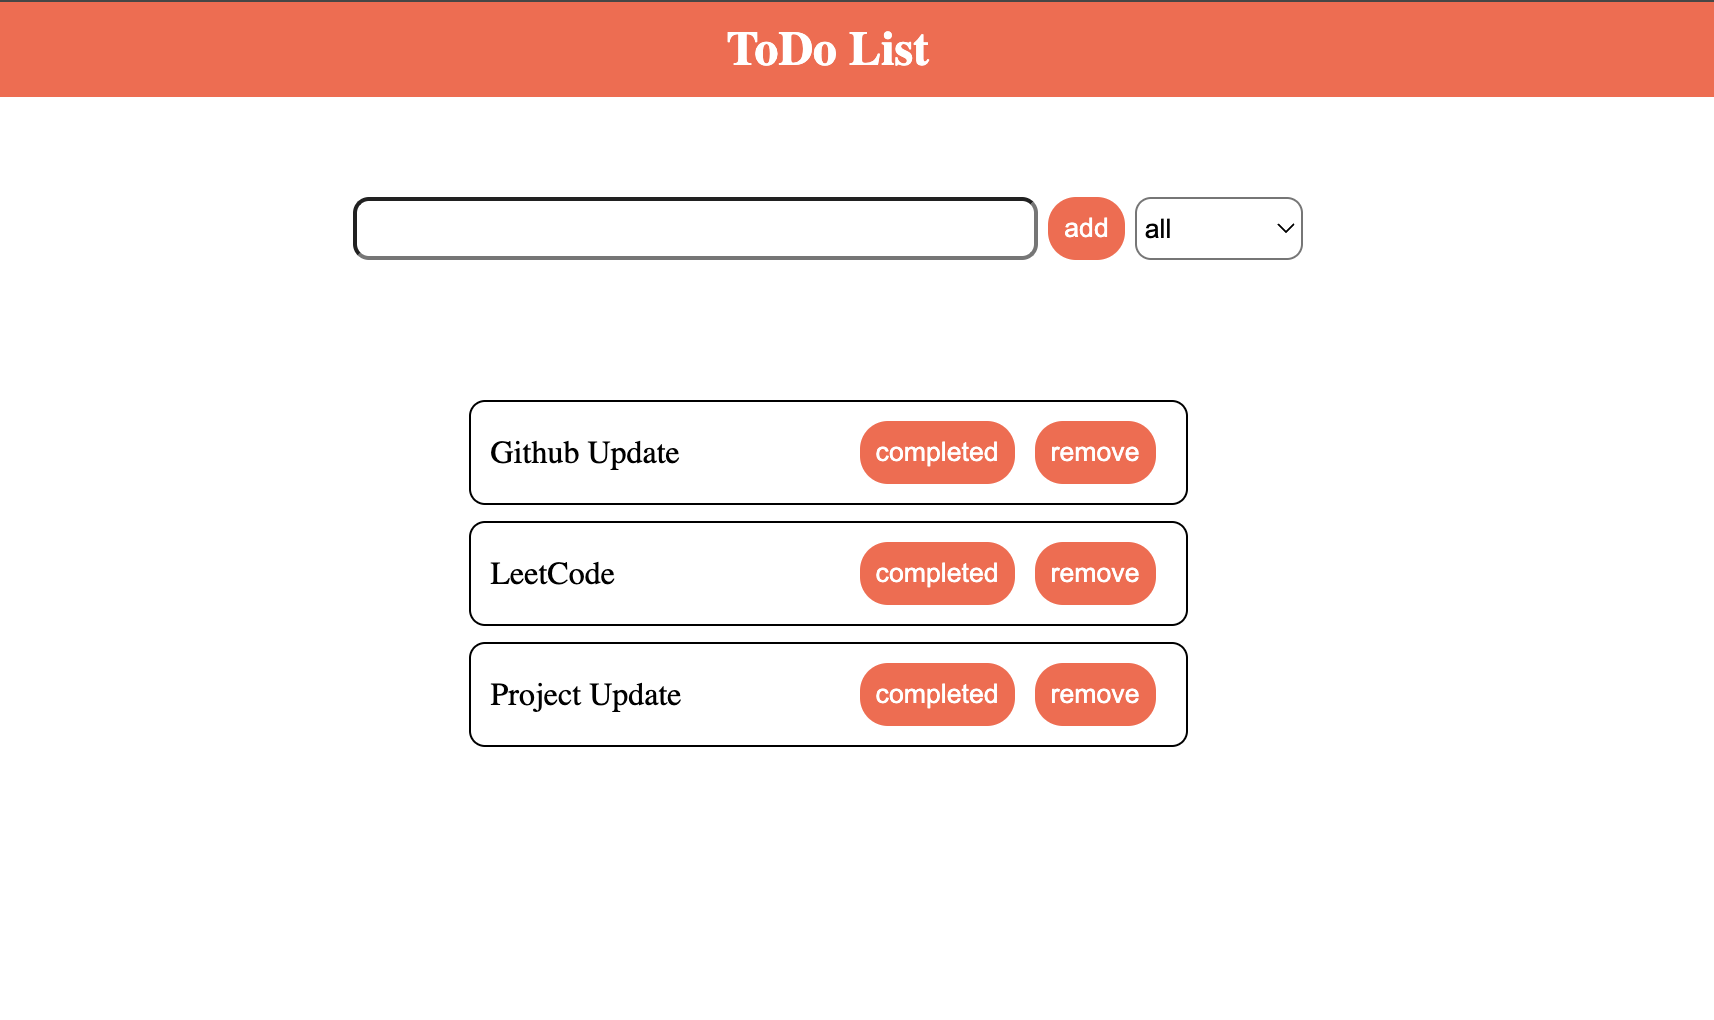 ToDo List
add all
Github Update completed remove
LeetCode completed remove
Project Update completed remove